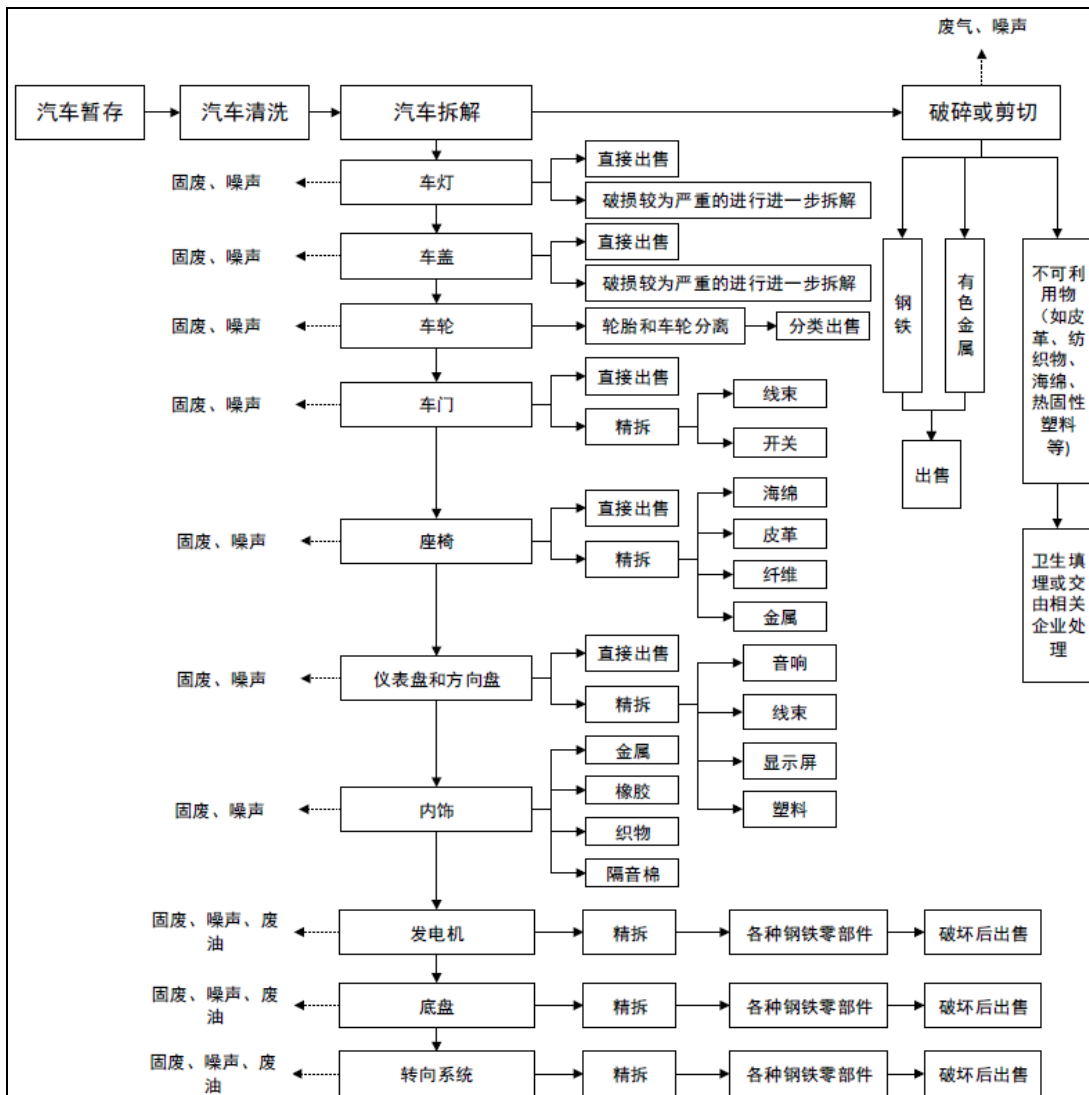 废气、噪声
汽车暂存
汽车清洗
汽车拆解
破碎或剪切
固废、噪声
车灯
直接出售
破损较为严重的进行进一步拆解
固废、噪声
车盖
直接出售
破损较为严重的进行进一步拆解
固废、噪声
车轮
轮胎和车轮分离
分类出售
固废、噪声
车门
直接出售
精拆
线束
开关
固废、噪声
座椅
直接出售
精拆
海绵
皮革
纤维
金属
固废、噪声
仪表盘和方向盘
直接出售
精拆
音响
线束
显示屏
塑料
固废、噪声
内饰
金属
橡胶
织物
隔音棉
固废、噪声、废
油
发电机
精拆
各种钢铁零部件
破坏后出售
固废、噪声、废
油
底盘
精拆
各种钢铁零部件
破坏后出售
固废、噪声、废
油
转向系统
精拆
各种钢铁零部件
破坏后出售
钢
铁
有
色
金
属
出售
不可利
用物
（如皮
革、纺
织物、
海绵、
热固性
塑料
等)
卫生填
埋或交
由相关
企业处
理